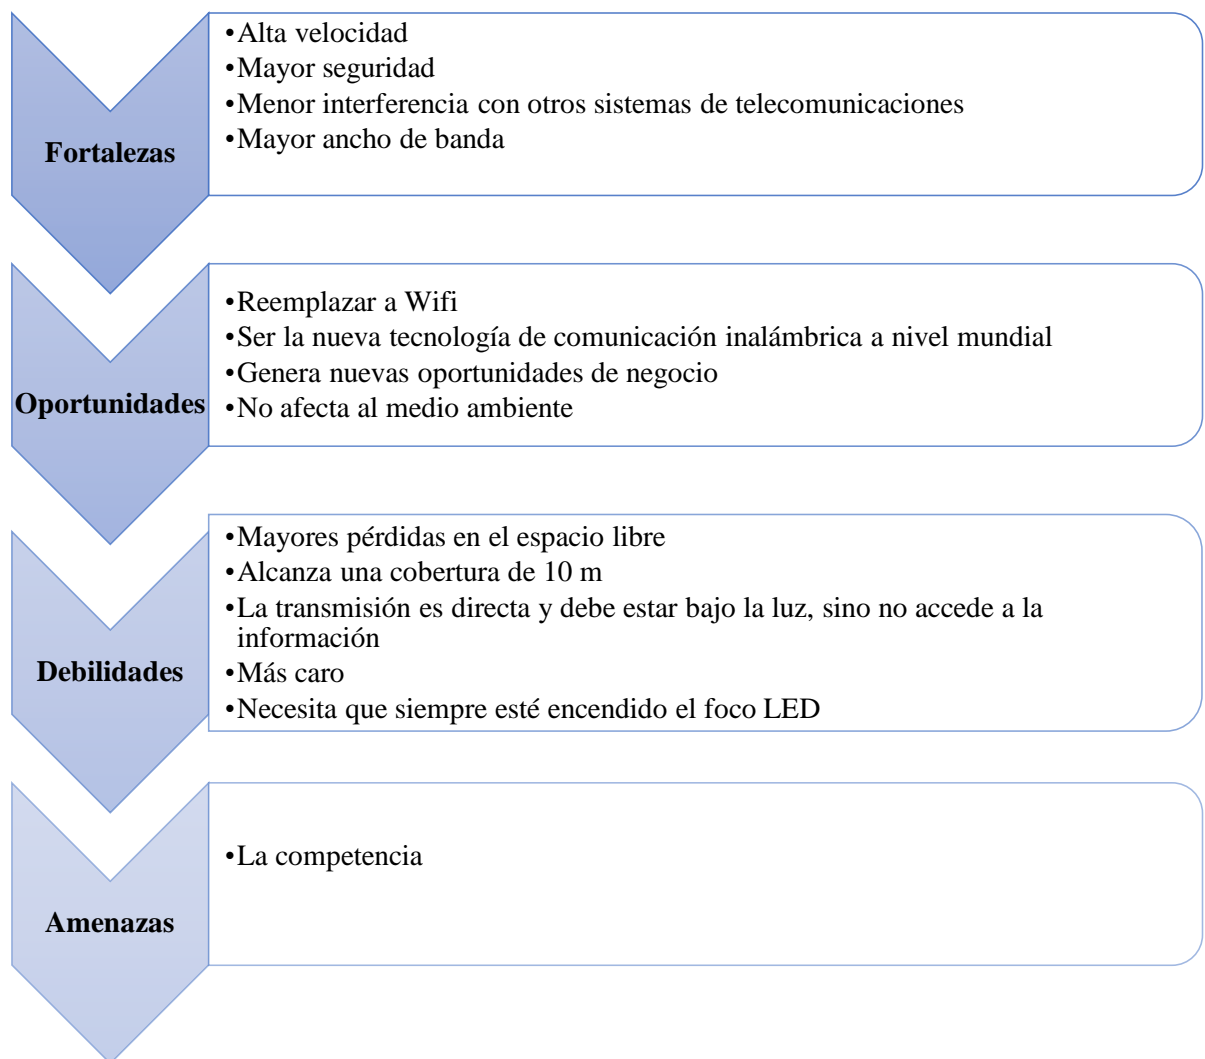 Fortalezas
•Alta velocidad
•Mayor seguridad
•Menor interferencia con otros sistemas de telecomunicaciones
•Mayor ancho de banda
Oportunidades
•Reemplazar a Wifi
•Ser la nueva tecnología de comunicación inalámbrica a nivel mundial
•Genera nuevas oportunidades de negocio
•No afecta al medio ambiente
Debilidades
•Mayores pérdidas en el espacio libre
•Alcanza una cobertura de 10 m
•La transmisión es directa y debe estar bajo la luz, sino no accede a la
información
•Más caro
•Necesita que siempre esté encendido el foco LED
Amenazas
•La competencia